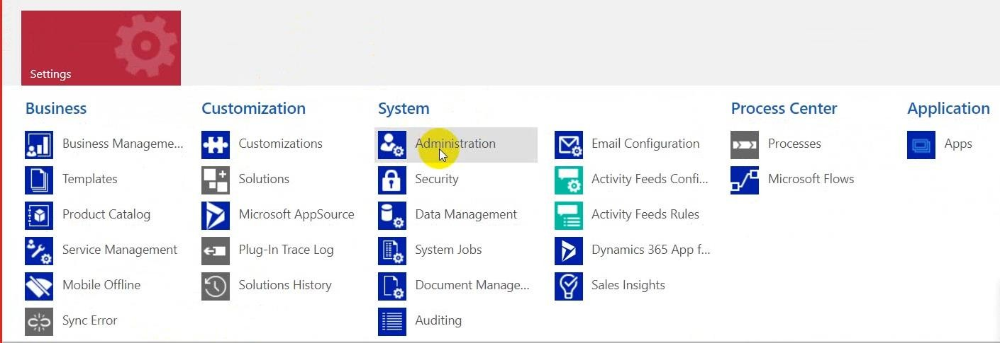 Settings
Business
Business Manageme...
Templates
Product Catalog
Service Management
Mobile Offline
Sync Error
Customization
Customizations
Solutions
Microsoft AppSource
Plug-In Trace Log
Solutions History
System
Administration
Security
Data Management
System Jobs
Document Manage...
Auditing
Email Configuration
Activity Feeds Confi...
Activity Feeds Rules
Dynamics 365 App f...
Sales Insights
Process Center
Processes
Microsoft Flows
Application
Apps